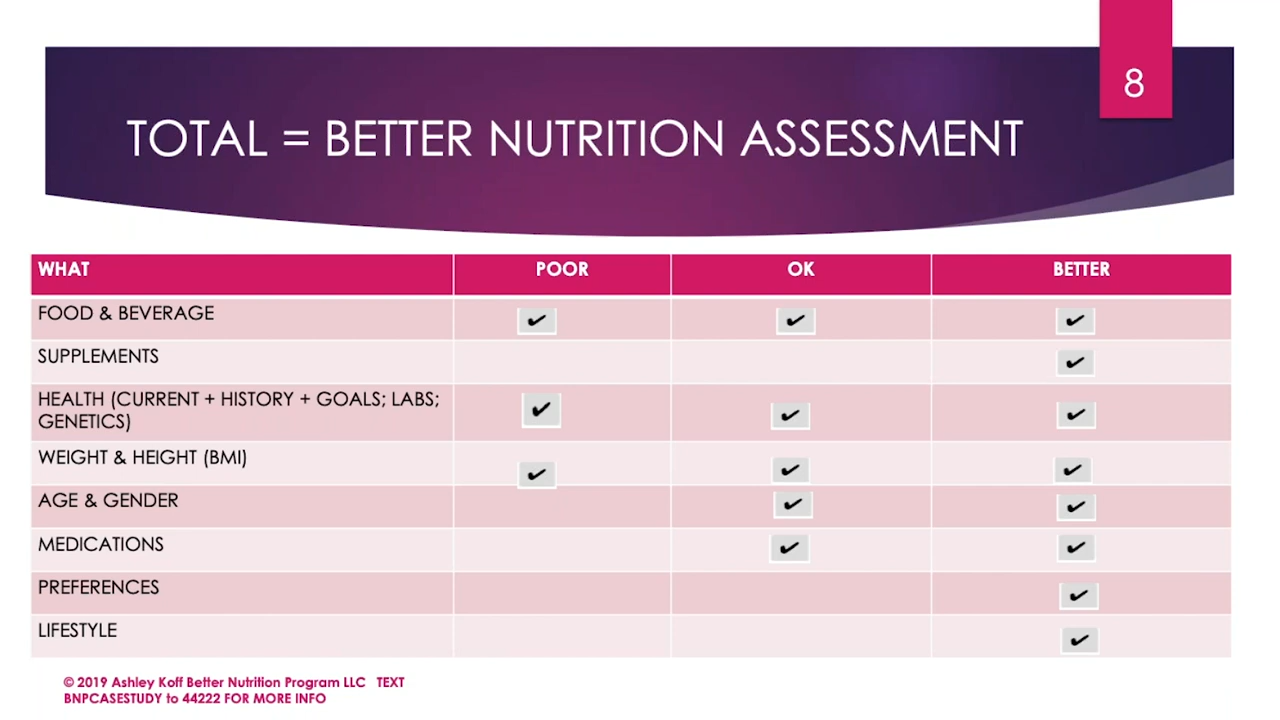 8
TOTAL = BETTER NUTRITION ASSESSMENT
WHAT POOR OK BETTER
FOOD & BEVERAGE ✔ ✔ ✔
SUPPLEMENTS ✔
HEALTH (CURRENT + HISTORY + GOALS; LABS;
GENETICS) ✔ ✔ ✔
WEIGHT & HEIGHT (BMI) ✔ ✔ ✔
AGE & GENDER ✔ ✔
MEDICATIONS ✔ ✔
PREFERENCES ✔
LIFESTYLE ✔
© 2019 Ashley Koff Better Nutrition Program LLC TEXT
BNPCASESTUDY to 44222 FOR MORE INFO